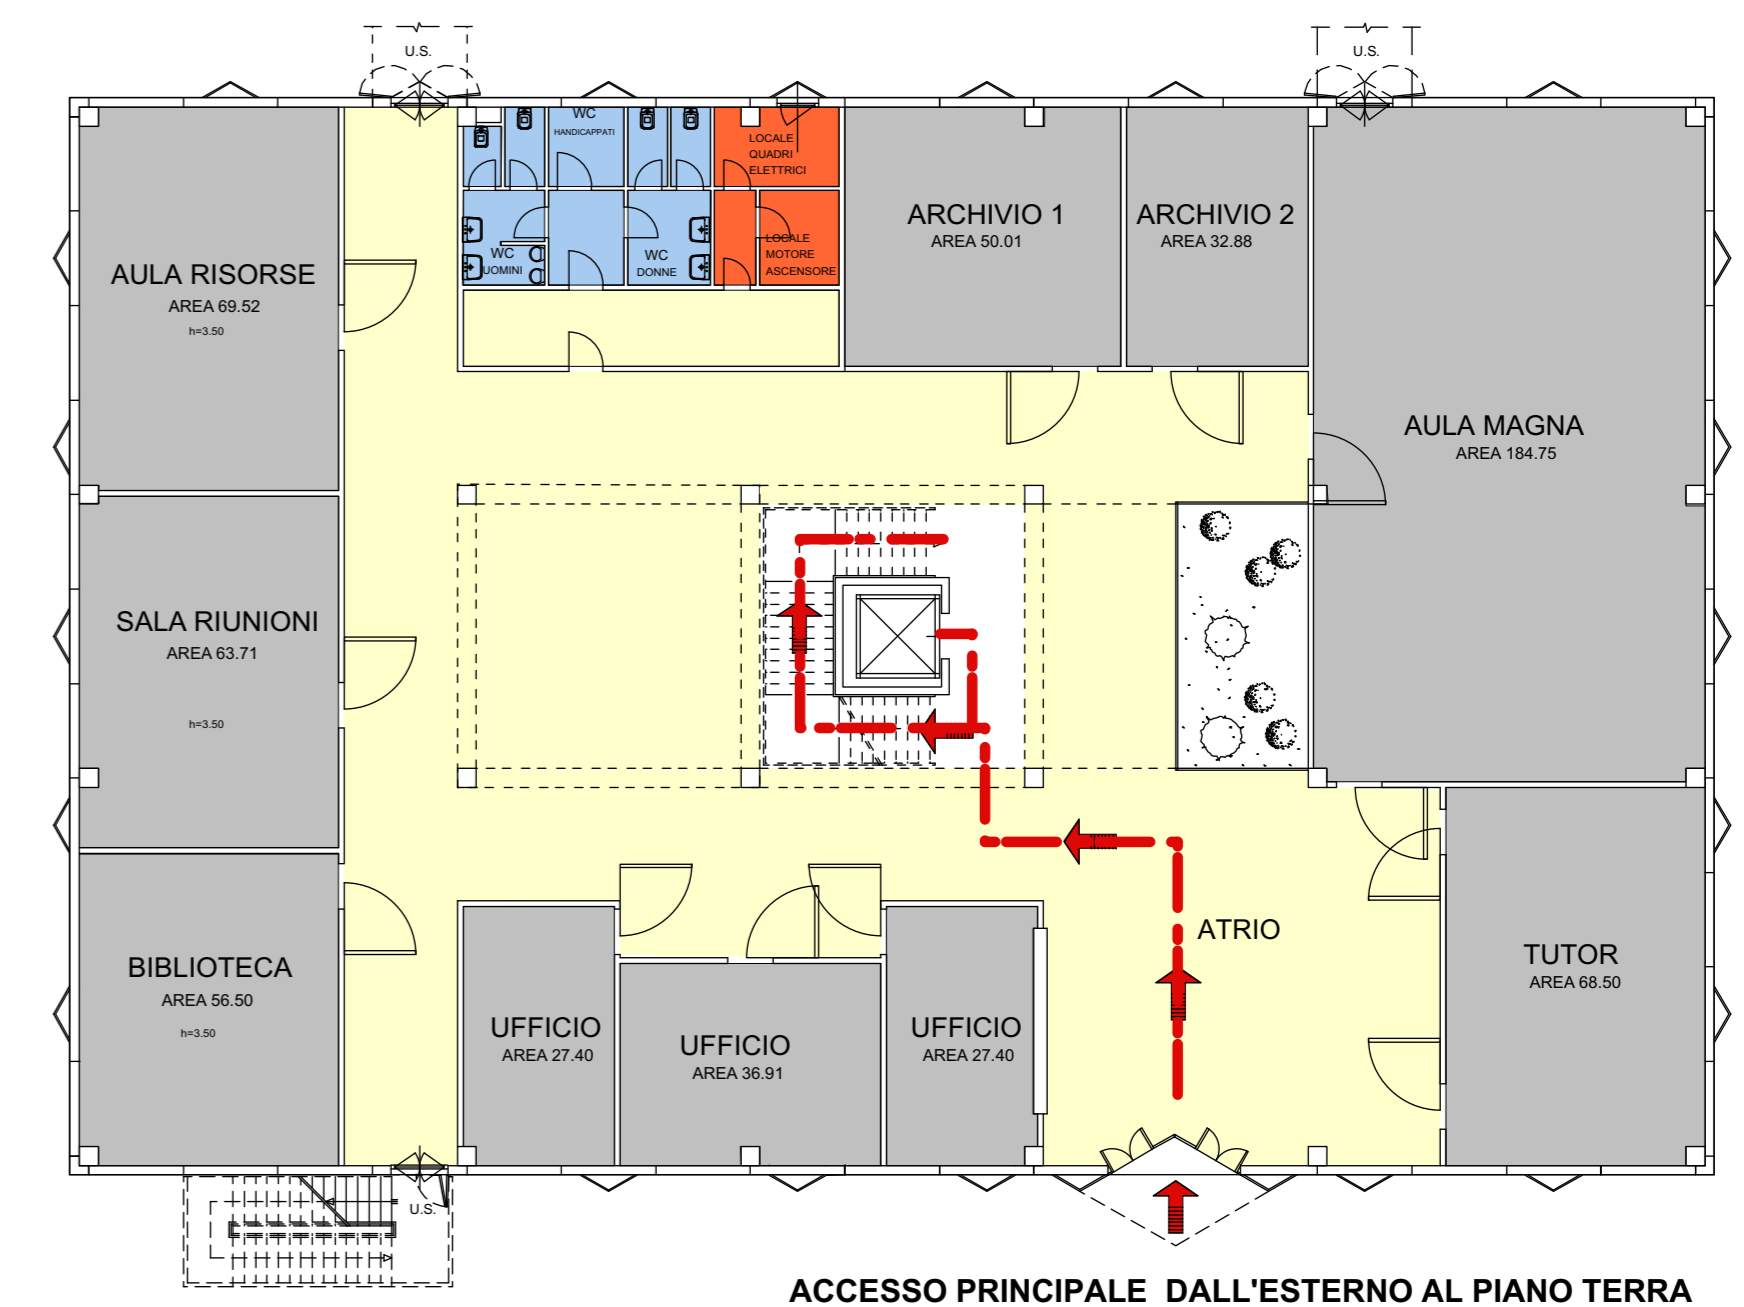 U.S.
U.S.
WC
HANDICAPPATI
LOCALE
QUADRI
ELETTRICI
ARCHIVIO 1
AREA 50.01
ARCHIVIO 2
AREA 32.88
WC
UOMINI
WC
DONNE
LOCALE
MOTORE
ASCENSORE
AULA RISORSE
AREA 69.52
h=3.50
AULA MAGNA
AREA 184.75
SALA RIUNIONI
AREA 63.71
h=3.50
ATRIO
BIBLIOTECA
AREA 56.50
h=3.50
UFFICIO
AREA 27.40
UFFICIO
AREA 36.91
UFFICIO
AREA 27.40
TUTOR
AREA 68.50
U.S.
ACCESSO PRINCIPALE DALL'ESTERNO AL PIANO TERRA